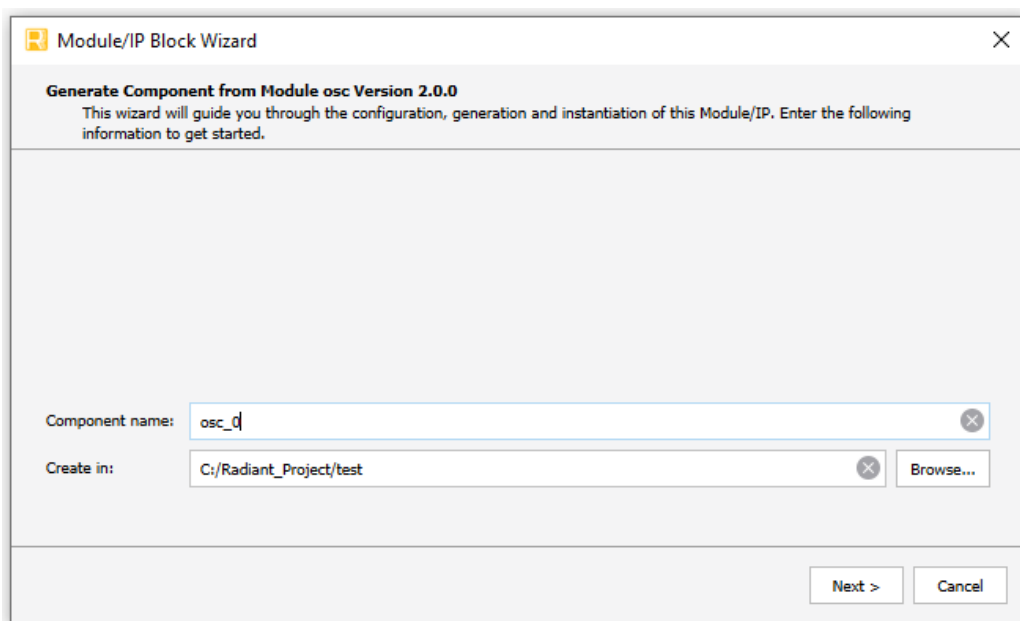 Module/IP Block Wizard
Generate Component from Module osc Version 2.0.0
This wizard will guide you through the configuration, generation and instantiation of this Module/IP. Enter the following
information to get started.
Component name: osc_0
Create in: C:/Radiant_Project/test Browse...
Next > Cancel